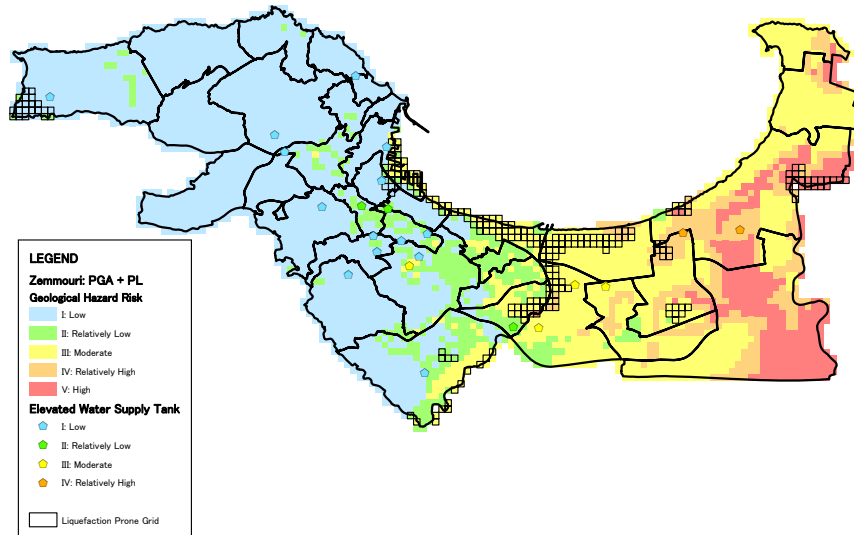 LEGEND
Zemmouri: PGA + PL
Geological Hazard Risk
I: Low
II: Relatively Low
III: Moderate
IV: Relatively High
V: High
Elevated Water Supply Tank
I: Low
II: Relatively Low
III: Moderate
IV: Relatively High
Liquefaction Prone Grid